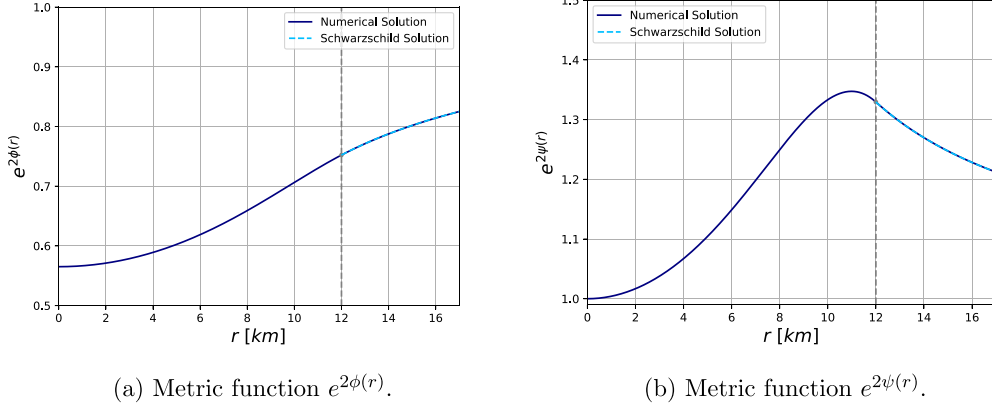 1.0
0.9
0.8
0.7
0.6
0.5
e^{2ϕ(r)}
Numerical Solution
Schwarzschild Solution
0 2 4 6 8 10 12 14 16
r [km]
(a) Metric function e^{2ϕ(r)}.
1.5
1.4
1.3
1.2
1.1
1.0
e^{2ψ(r)}
Numerical Solution
Schwarzschild Solution
0 2 4 6 8 10 12 14 16
r [km]
(b) Metric function e^{2ψ(r)}.